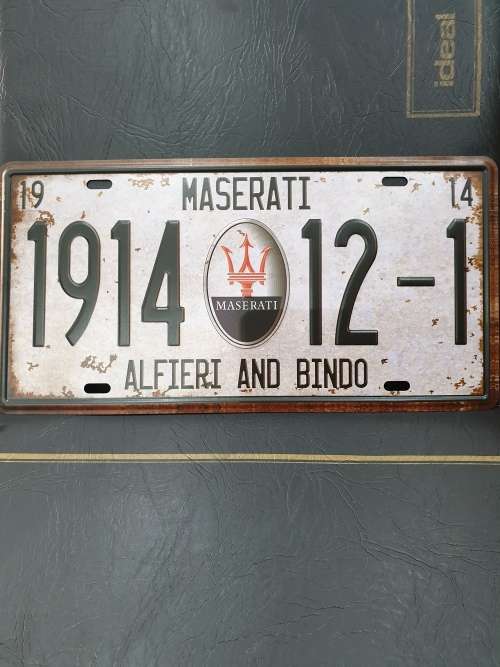 ideal
MASERATI
19 14
1914 MASERATI 12-1
ALFIERI AND BINDO